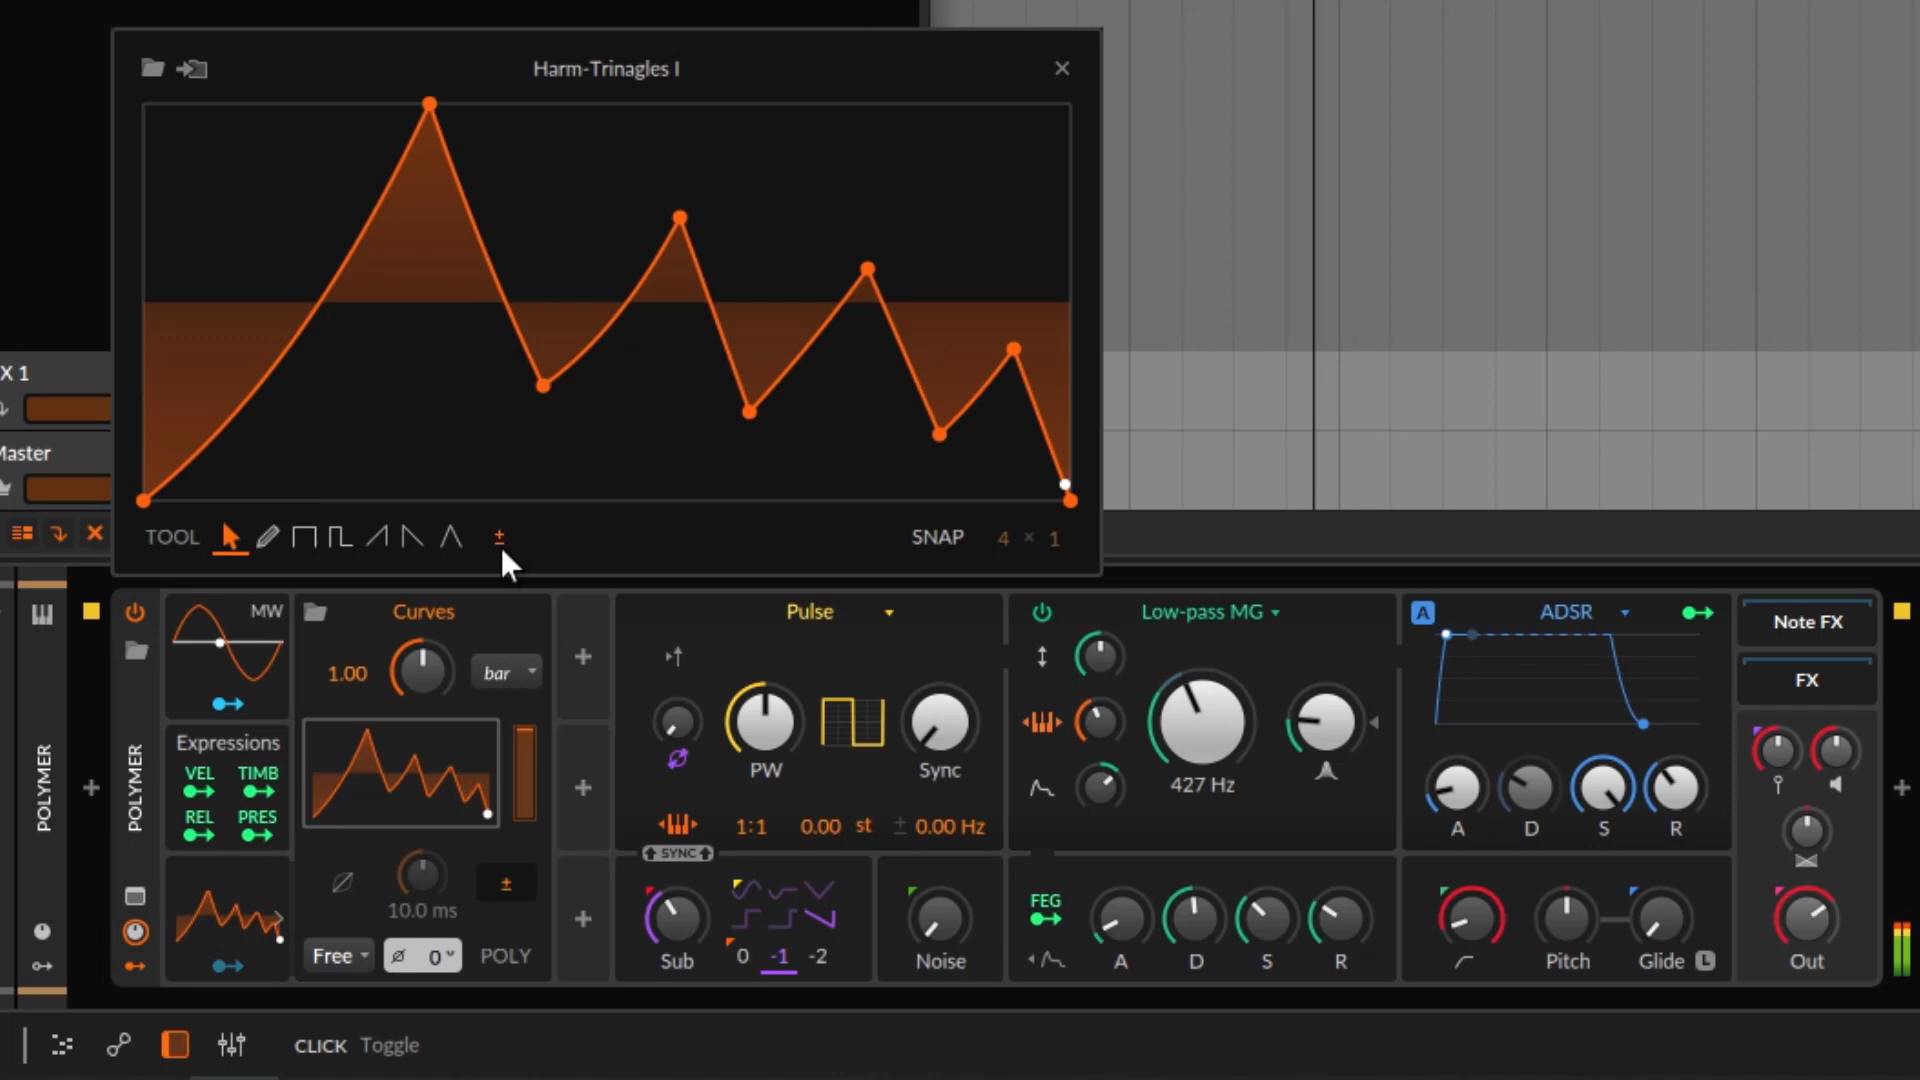 Harm-Trinagles I
X 1
Master
TOOL
±
SNAP 4 × 1
POLYMER
POLYMER
MW
Curves
1.00
bar
Expressions
VEL TIMB
REL PRES
10.0 ms
±
Free
0°
POLY
Pulse
PW
Sync
1:1 0.00 st ± 0.00 Hz
SYNC
Sub
0 -1 -2
Noise
Low-pass MG
427 Hz
FEG
A D S R
A
ADSR
A D S R
Pitch
Glide L
Note FX
FX
Out
CLICK Toggle